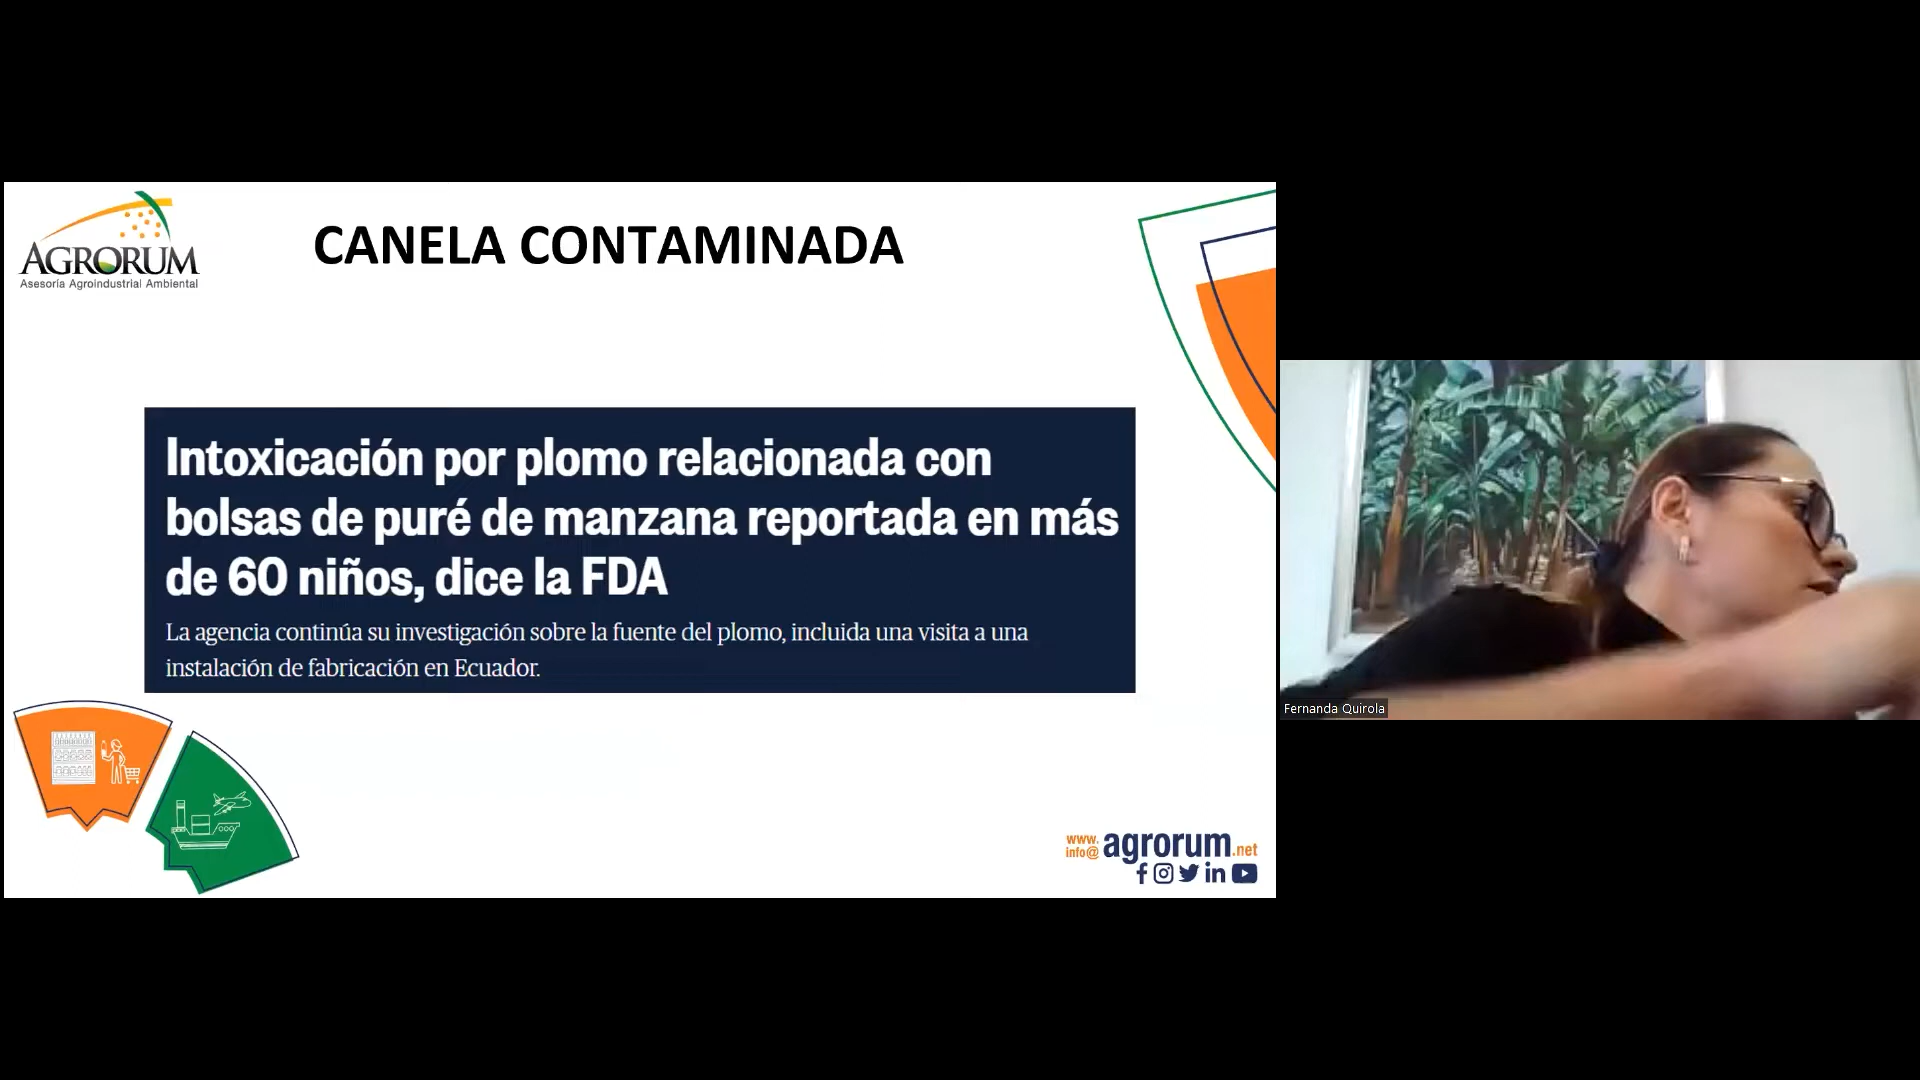 AGRORUM
Asesoría Agroindustrial Ambiental
CANELA CONTAMINADA
Intoxicación por plomo relacionada con
bolsas de puré de manzana reportada en más
de 60 niños, dice la FDA
La agencia continúa su investigación sobre la fuente del plomo, incluida una visita a una
instalación de fabricación en Ecuador.
www.
info@ agrorum.net
Fernanda Quirola